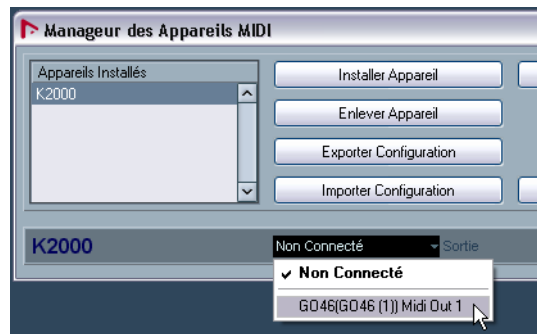 Manageur des Appareils MIDI
Appareils Installés
K2000
Installer Appareil
Enlever Appareil
Exporter Configuration
Importer Configuration
K2000
Non Connecté
Sortie
Non Connecté
GO46(GO46 (1)) Midi Out 1